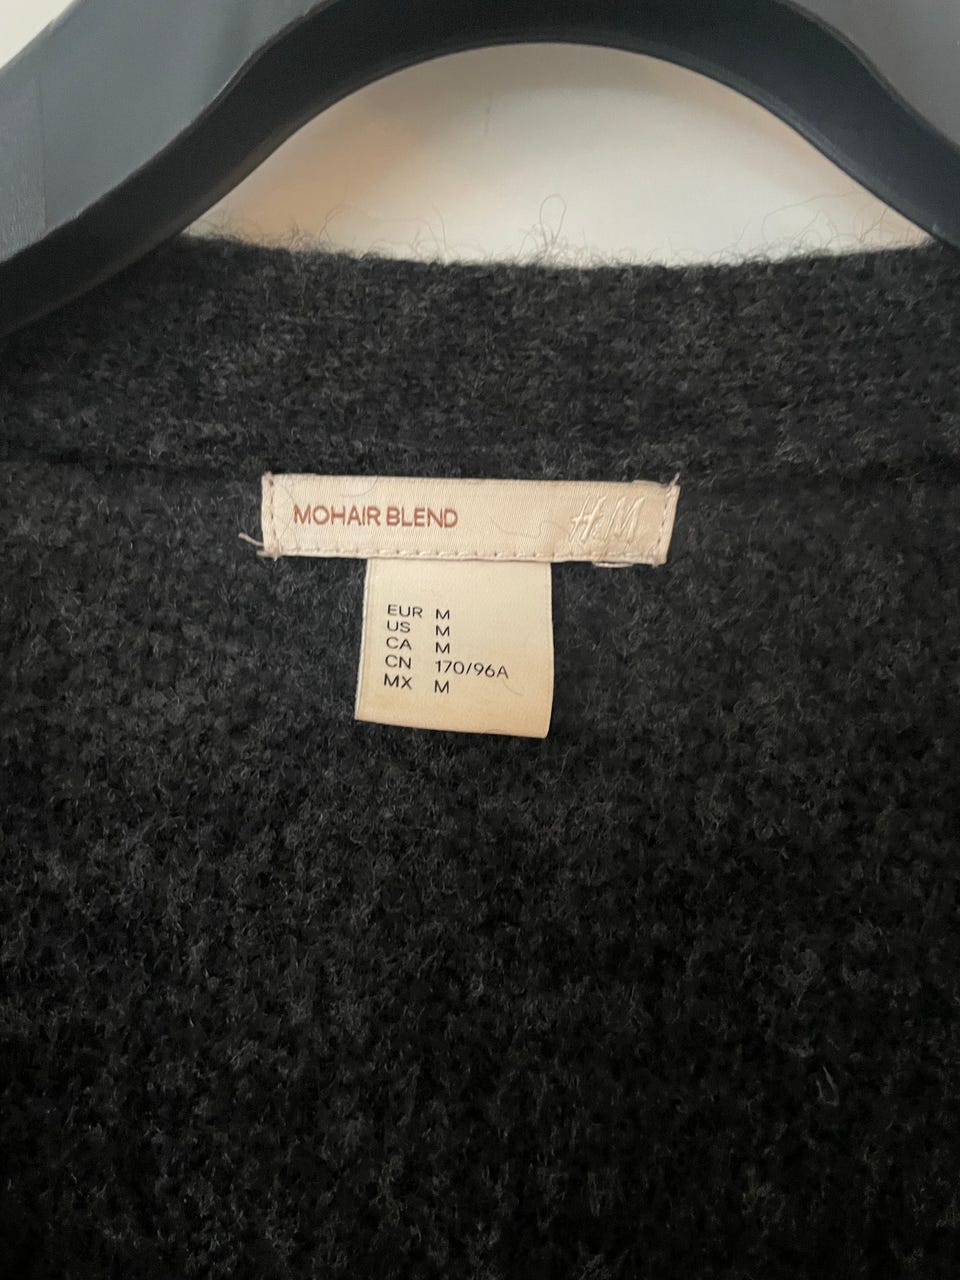 MOHAIR BLEND H&M
EUR M
US M
CA M
CN 170/96A
MX M